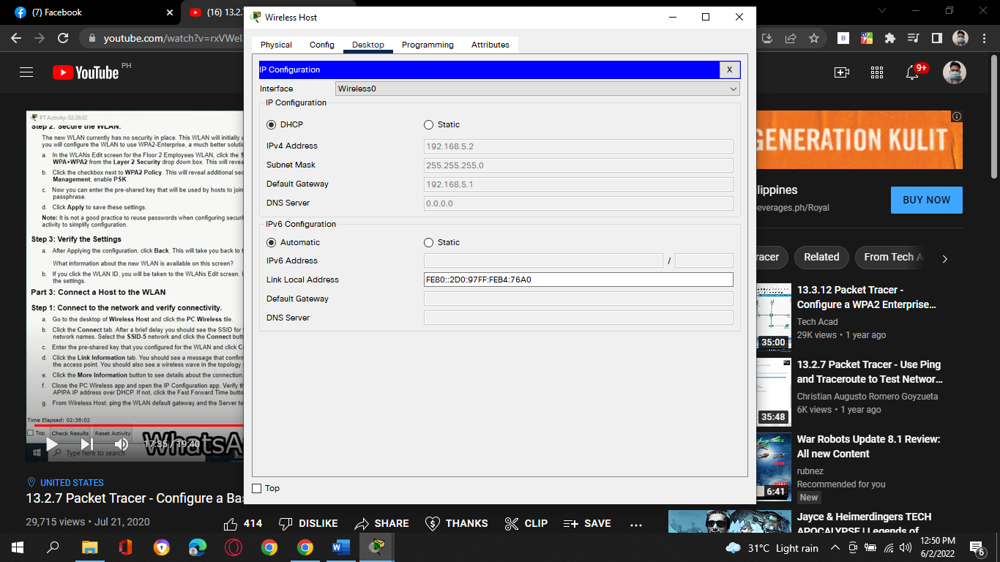 (7) Facebook
(16) 13.2.
youtube.com/watch?v=rxVWeI
B
YouTube PH
9+
PT Activity: 02:38:02
Step 2: Secure the WLAN.
The new WLAN currently has no security in place. This WLAN will initially
you will configure the WLAN to use WPA2-Enterprise, a much better
a. In the WLANs Edit screen for the Floor 2 Employees WLAN, click the
WPA+WPA2 from the Layer 2 Security drop down box. This will
b. Click the checkbox next to WPA2 Policy. This will reveal additional
Management, enable PSK.
c. Now you can enter the pre-shared key that will be used by hosts to join
passphrase.
d. Click Apply to save these settings.
Note: It is not a good practice to reuse passwords when configuring
activity to simplify configuration.
Step 3: Verify the Settings
a. After Applying the configuration, click Back. This will take you back to
What information about the new WLAN is available on this screen?
b. If you click the WLAN ID, you will be taken to the WLANs Edit screen.
the settings.
Part 3: Connect a Host to the WLAN
Step 1: Connect to the network and verify connectivity.
a. Go to the desktop of Wireless Host and click the PC Wireless tile.
b. Click the Connect tab. After a brief delay you should see the SSID for
network names. Select the SSID-5 network and click the Connect
c. Enter the pre-shared key that you configured for the WLAN and click
d. Click the Link Information tab. You should see a message that
the access point. You should also see a wireless wave in the topology
e. Click the More Information button to see details about the connection.
f. Close the PC Wireless app and open the IP Configuration app. Verify
APIPA IP address over DHCP. If not, click the Fast Forward Time
g. From Wireless Host, ping the WLAN default gateway and the Server to
Time Elapsed: 02:38:02
Top Check Results Reset Activity
17:35 / 19:40
WhatsA
Type here to search
UNITED STATES
13.2.7 Packet Tracer - Configure a Bas
29,715 views • Jul 21, 2020
414
DISLIKE
SHARE
THANKS
CLIP
SAVE
Wireless Host
Physical Config Desktop Programming Attributes
IP Configuration X
Interface Wireless0
IP Configuration
DHCP Static
IPv4 Address 192.168.5.2
Subnet Mask 255.255.255.0
Default Gateway 192.168.5.1
DNS Server 0.0.0.0
IPv6 Configuration
Automatic Static
IPv6 Address /
Link Local Address FE80::2D0:97FF:FEB4:76A0
Default Gateway
DNS Server
Top
GENERATION KULIT
ilippines
everages.ph/Royal
BUY NOW
racer
Related
From Tech A
13.3.12 Packet Tracer -
Configure a WPA2 Enterprise...
Tech Acad
29K views • 1 year ago
35:00
13.2.7 Packet Tracer - Use Ping
and Traceroute to Test Networ...
Christian Augusto Romero Goyzueta
6K views • 1 year ago
35:48
War Robots Update 8.1 Review:
All new Content
rubnez
Recommended for you
New
6:41
Jayce & Heimerdingers TECH
APOCALYPSE | Legends of
31°C Light rain
12:50 PM
6/2/2022
6